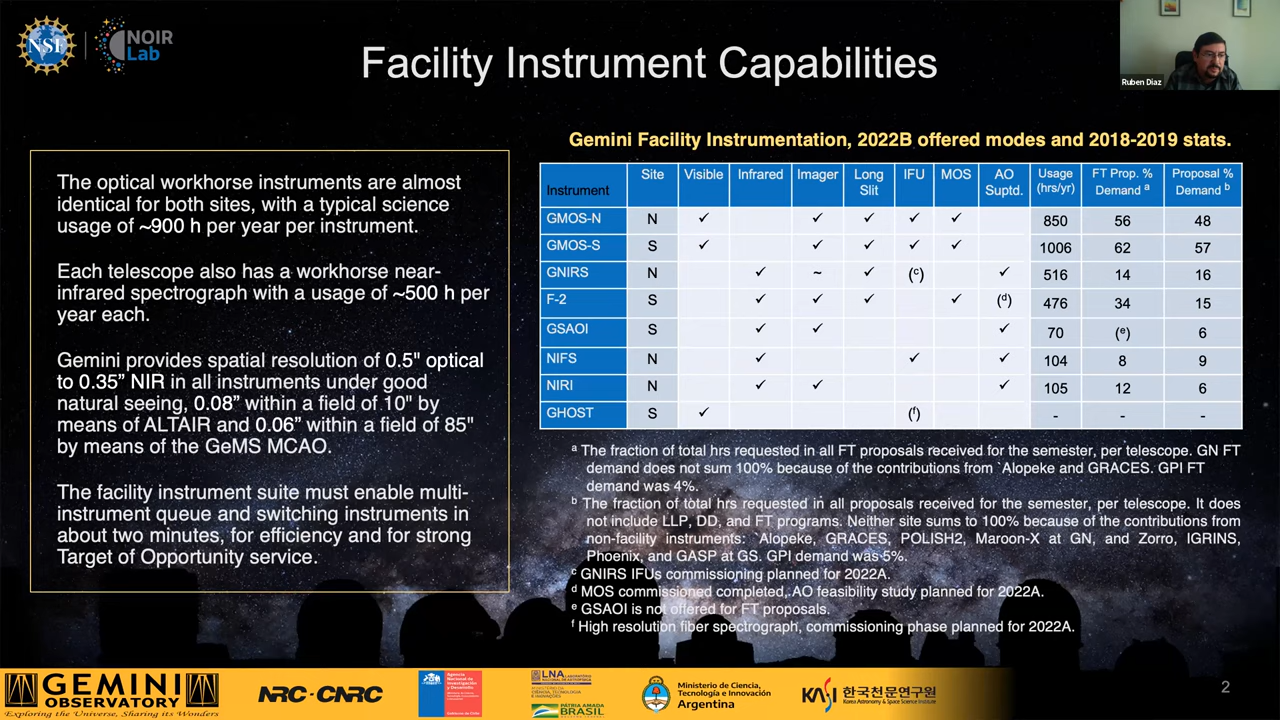 NSF
NOIR
Lab
Facility Instrument Capabilities
Ruben Diaz
The optical workhorse instruments are almost
identical for both sites, with a typical science
usage of ~900 h per year per instrument.
Each telescope also has a workhorse near-
infrared spectrograph with a usage of ~500 h per
year each.
Gemini provides spatial resolution of 0.5" optical
to 0.35” NIR in all instruments under good
natural seeing, 0.08” within a field of 10" by
means of ALTAIR and 0.06” within a field of 85"
by means of the GeMS MCAO.
The facility instrument suite must enable multi-
instrument queue and switching instruments in
about two minutes, for efficiency and for strong
Target of Opportunity service.
Gemini Facility Instrumentation, 2022B offered modes and 2018-2019 stats.
Instrument Site Visible Infrared Imager Long Slit IFU MOS AO Suptd. Usage (hrs/yr) FT Prop. % Demand a Proposal % Demand b
GMOS-N N ✓ ✓ ✓ ✓ ✓ 850 56 48
GMOS-S S ✓ ✓ ✓ ✓ ✓ 1006 62 57
GNIRS N ✓ ~ ✓ (c) ✓ 516 14 16
F-2 S ✓ ✓ ✓ ✓ (d) 476 34 15
GSAOI S ✓ ✓ ✓ 70 (e) 6
NIFS N ✓ ✓ ✓ 104 8 9
NIRI N ✓ ✓ ✓ 105 12 6
GHOST S ✓ (f) - - -
a The fraction of total hrs requested in all FT proposals received for the semester, per telescope. GN FT
demand does not sum 100% because of the contributions from `Alopeke and GRACES. GPI FT
demand was 4%.
b The fraction of total hrs requested in all proposals received for the semester, per telescope. It does
not include LLP, DD, and FT programs. Neither site sums to 100% because of the contributions from
non-facility instruments: `Alopeke, GRACES, POLISH2, Maroon-X at GN, and Zorro, IGRINS,
Phoenix, and GASP at GS. GPI demand was 5%.
c GNIRS IFUs commissioning planned for 2022A.
d MOS commissioned completed, AO feasibility study planned for 2022A.
e GSAOI is not offered for FT proposals.
f High resolution fiber spectrograph, commissioning phase planned for 2022A.
GEMINI
OBSERVATORY
Exploring the Universe, Sharing its Wonders
NRC·CNRC
LNA
PÁTRIA AMADA
BRASIL
Ministerio de Ciencia,
Tecnología e Innovación
Argentina
KASI 한국천문연구원
Korea Astronomy & Space Science Institute
2